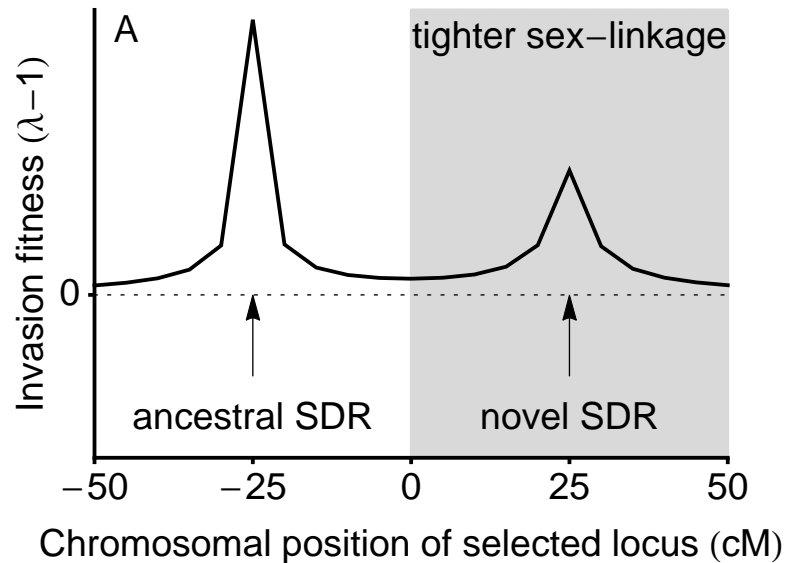 A
tighter sex−linkage
Invasion fitness (λ−1)
0
ancestral SDR
novel SDR
−50
−25
0
25
50
Chromosomal position of selected locus (cM)